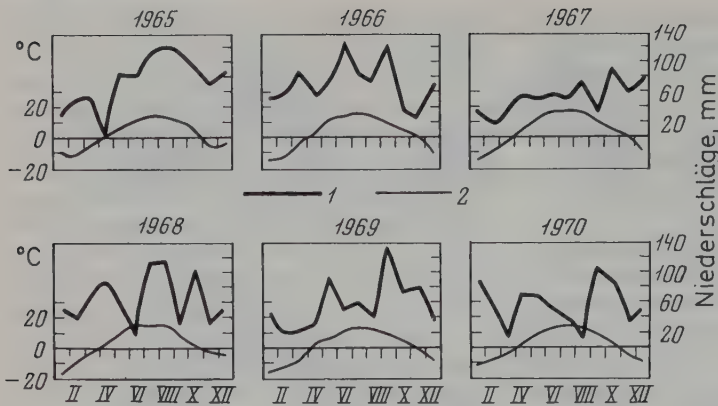 1965 1966 1967
°C
20
0
-20
140
100
60
20
1 2
Niederschläge, mm
1968 1969 1970
°C
20
0
-20
140
100
60
20
II IV VI VIII X XII II IV VI VIII X XII II IV VI VIII X XII